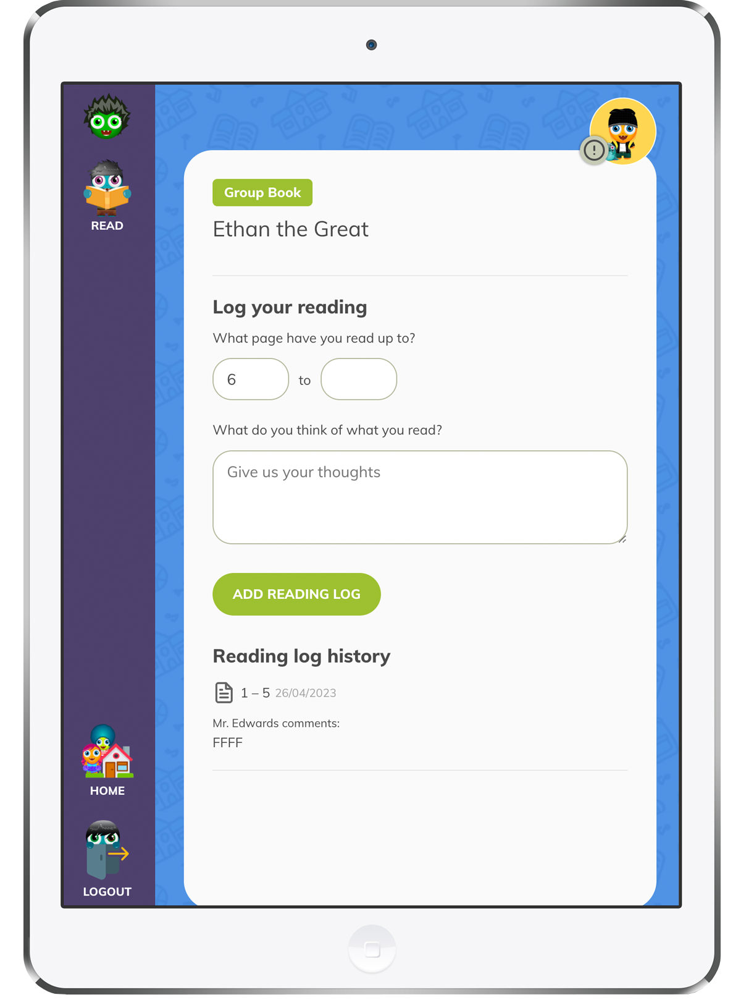 READ
HOME
LOGOUT
Group Book
Ethan the Great
Log your reading
What page have you read up to?
6 to
What do you think of what you read?
Give us your thoughts
ADD READING LOG
Reading log history
1 – 5 26/04/2023
Mr. Edwards comments:
FFFF